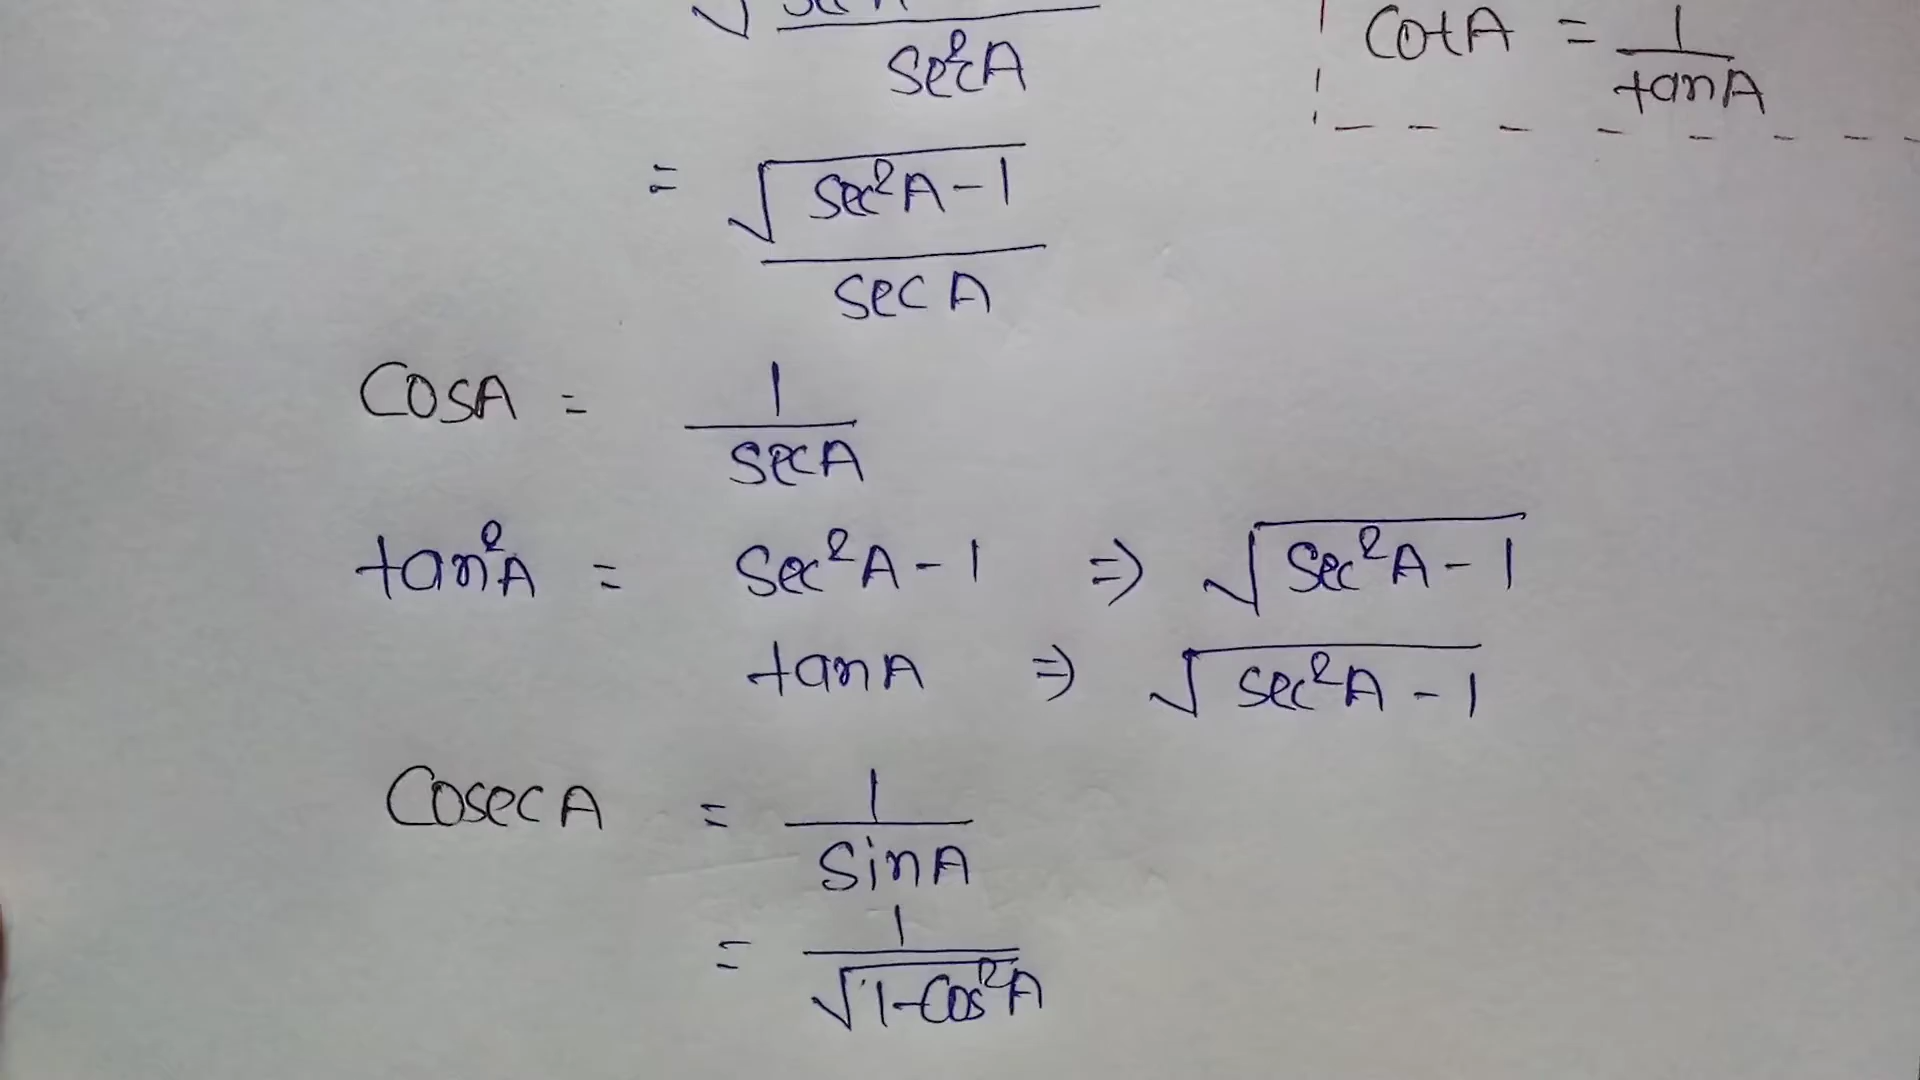 sec²A
cotA = 1/tanA
= √(sec²A-1)/secA
COSA = 1/secA
tan²A = sec²A-1 ⇒ √(sec²A-1)
tanA ⇒ √(sec²A-1)
CosecA = 1/sinA
= 1/√(1-cos²A)